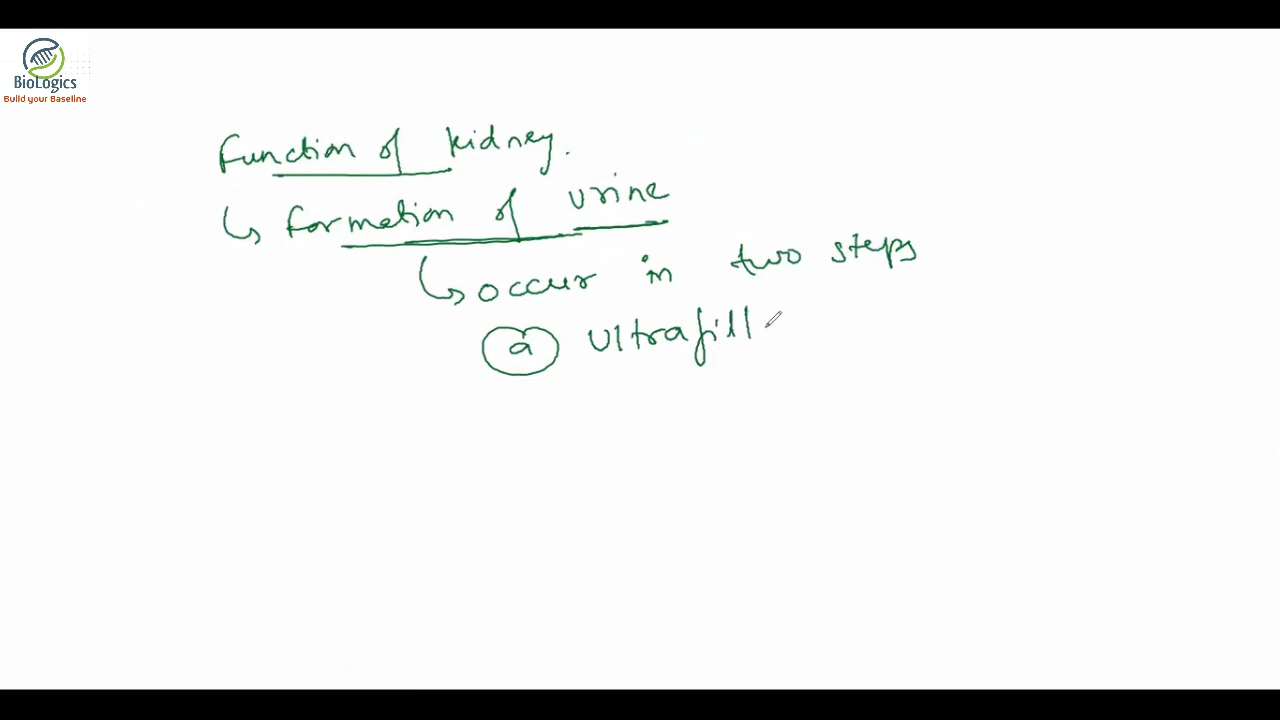 BioLogics
Build your Baseline
Function of kidney.
↳ formation of urine
↳ occur in two steps
(a) Ultrafill